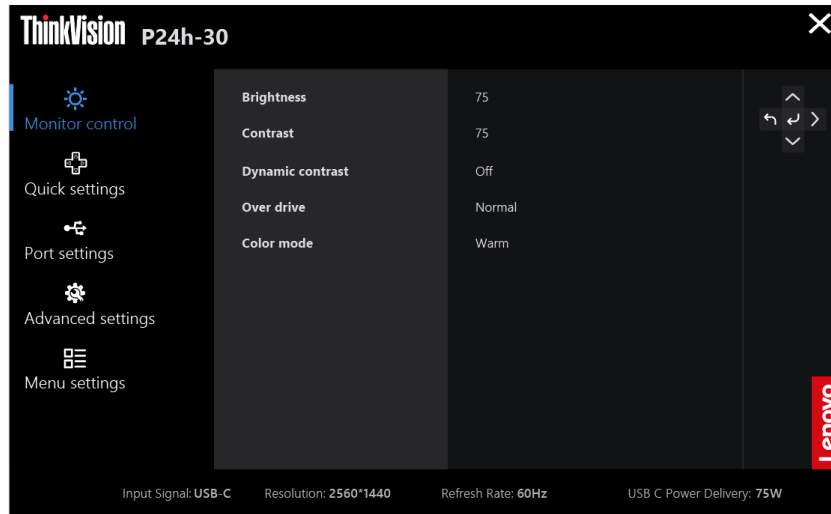 ThinkVision P24h-30
Monitor control
Quick settings
Port settings
Advanced settings
Menu settings
Brightness 75
Contrast 75
Dynamic contrast Off
Over drive Normal
Color mode Warm
Lenovo
Input Signal: USB-C Resolution: 2560*1440 Refresh Rate: 60Hz USB C Power Delivery: 75W